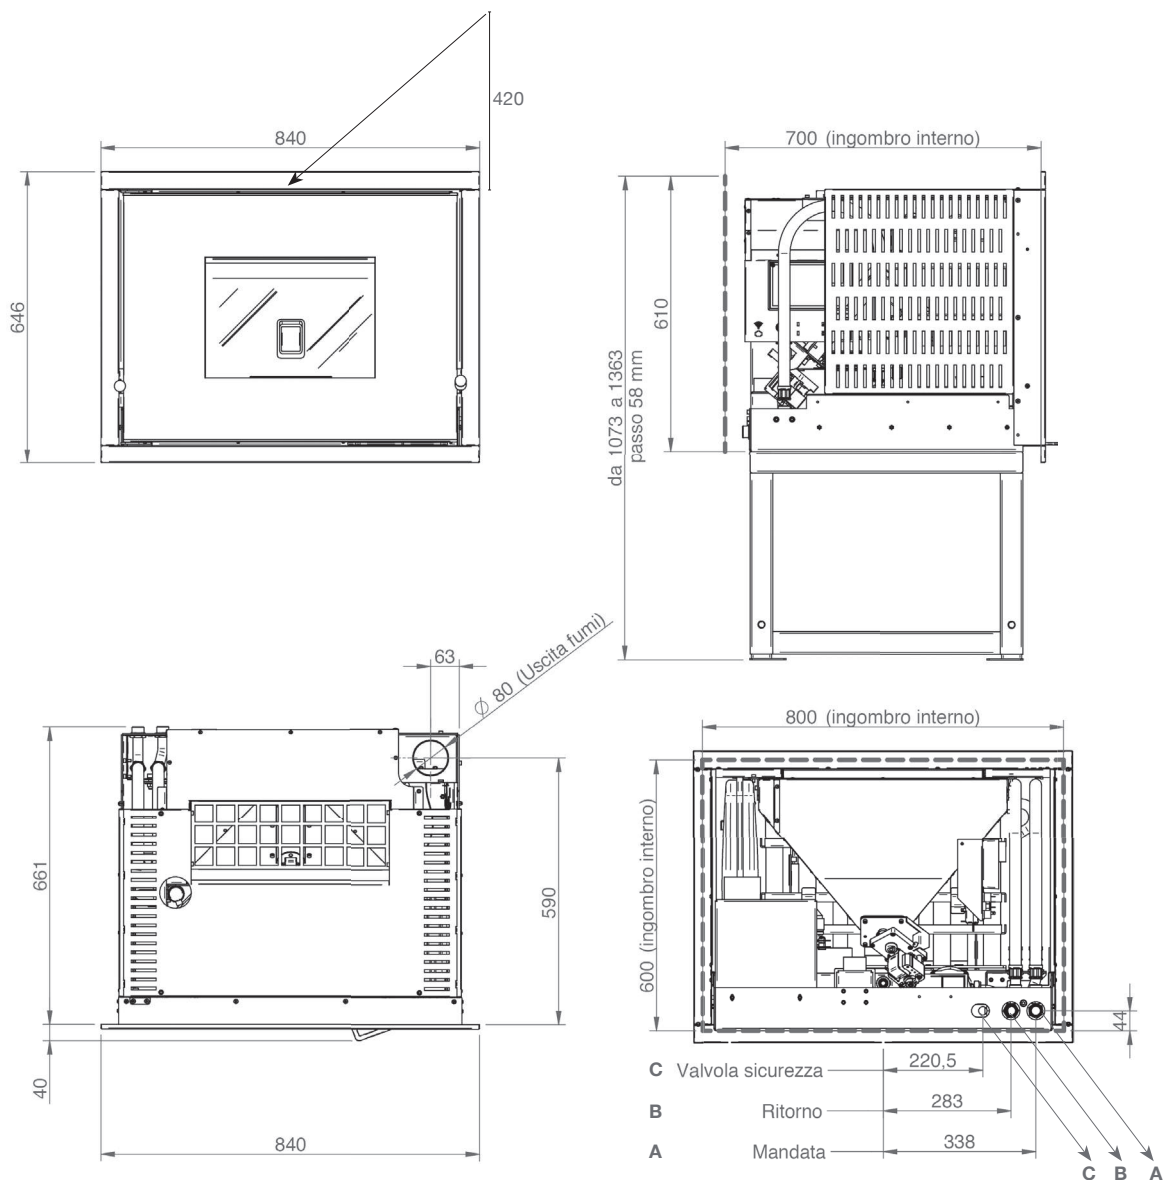 420
840
646
700 (ingombro interno)
610
da 1073 a 1363
passo 58 mm
63
Ø 80 (Uscita fumi)
661
590
40
840
800 (ingombro interno)
600 (ingombro interno)
44
C Valvola sicurezza 220,5
B Ritorno 283
A Mandata 338
C B A